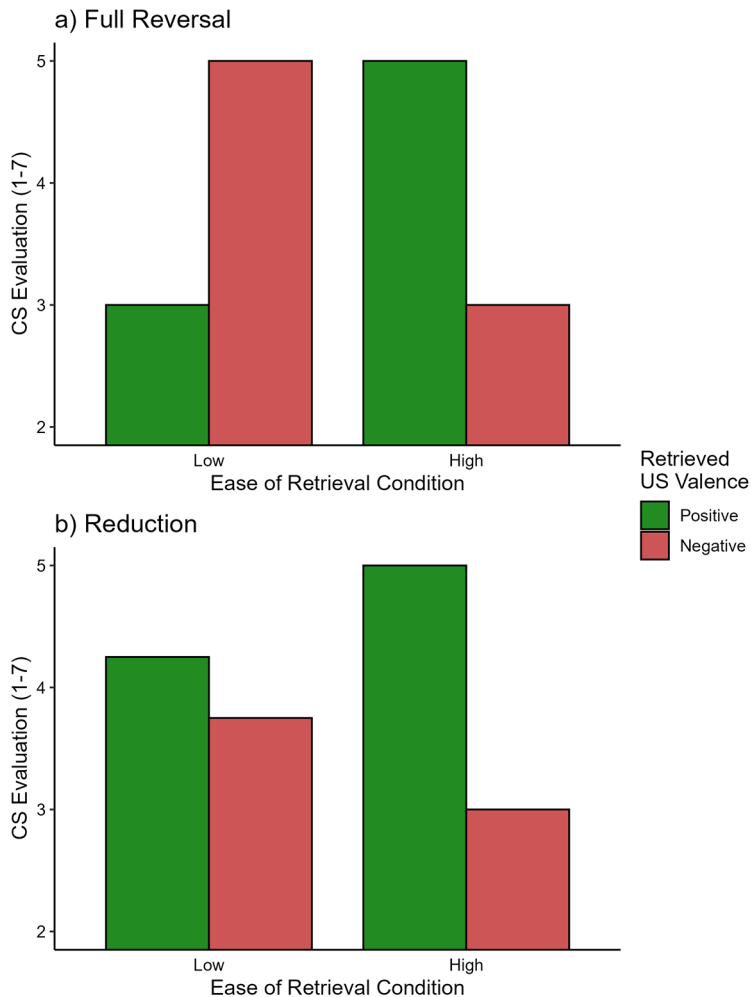 a) Full Reversal
5
4
3
2
CS Evaluation (1-7)
Low
High
Ease of Retrieval Condition
Retrieved
US Valence
Positive
Negative
b) Reduction
5
4
3
2
CS Evaluation (1-7)
Low
High
Ease of Retrieval Condition